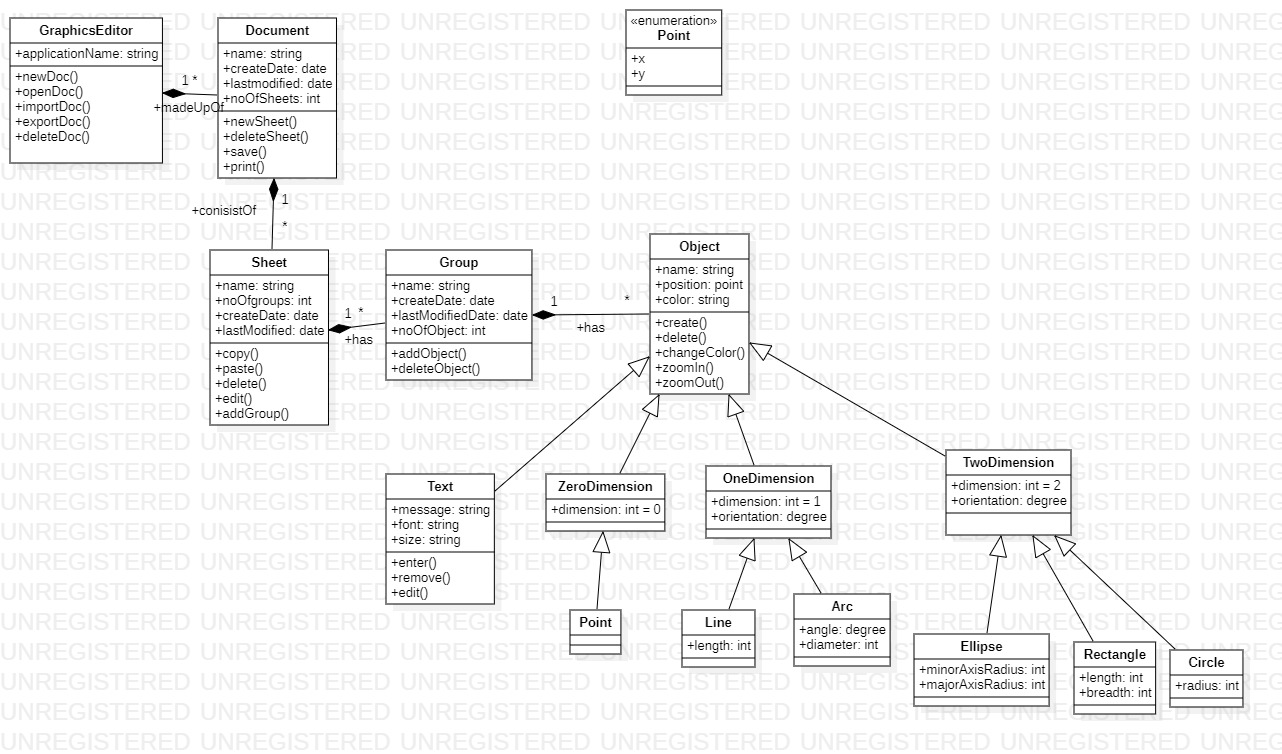 GraphicsEditor
+applicationName: string
+newDoc()
+openDoc()
+importDoc()
+exportDoc()
+deleteDoc()
1 *
+madeUpOf
Document
+name: string
+createDate: date
+lastmodified: date
+noOfSheets: int
+newSheet()
+deleteSheet()
+save()
+print()
«enumeration»
Point
+x
+y
1
+conisistOf
*
Sheet
+name: string
+noOfgroups: int
+createDate: date
+lastModified: date
+copy()
+paste()
+delete()
+edit()
+addGroup()
1 *
+has
Group
+name: string
+createDate: date
+lastModifiedDate: date
+noOfObject: int
+addObject()
+deleteObject()
1 *
+has
Object
+name: string
+position: point
+color: string
+create()
+delete()
+changeColor()
+zoomIn()
+zoomOut()
Text
+message: string
+font: string
+size: string
+enter()
+remove()
+edit()
ZeroDimension
+dimension: int = 0
OneDimension
+dimension: int = 1
+orientation: degree
TwoDimension
+dimension: int = 2
+orientation: degree
Point
Line
+length: int
Arc
+angle: degree
+diameter: int
Ellipse
+minorAxisRadius: int
+majorAxisRadius: int
Rectangle
+length: int
+breadth: int
Circle
+radius: int
UNREGISTERED